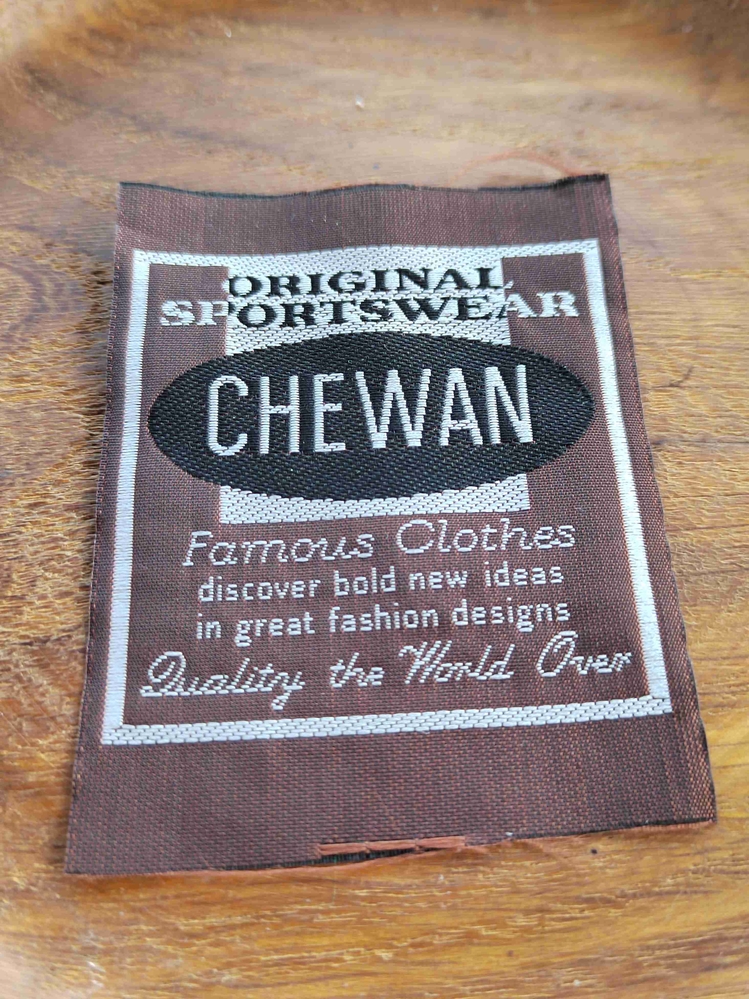 ORIGINAL
SPORTSWEAR
CHEWAN
Famous Clothes
discover bold new ideas
in great fashion designs
Quality the World Over